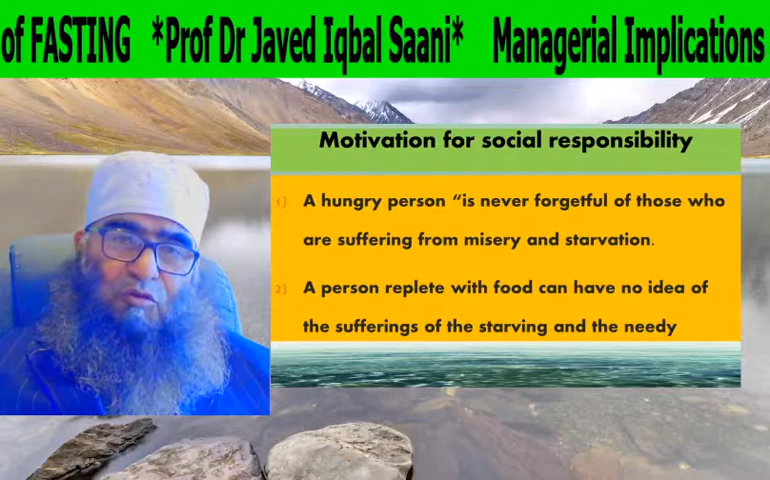 of FASTING *Prof Dr Javed Iqbal Saani* Managerial Implications
Motivation for social responsibility
1) A hungry person “is never forgetful of those who
are suffering from misery and starvation.
2) A person replete with food can have no idea of
the sufferings of the starving and the needy